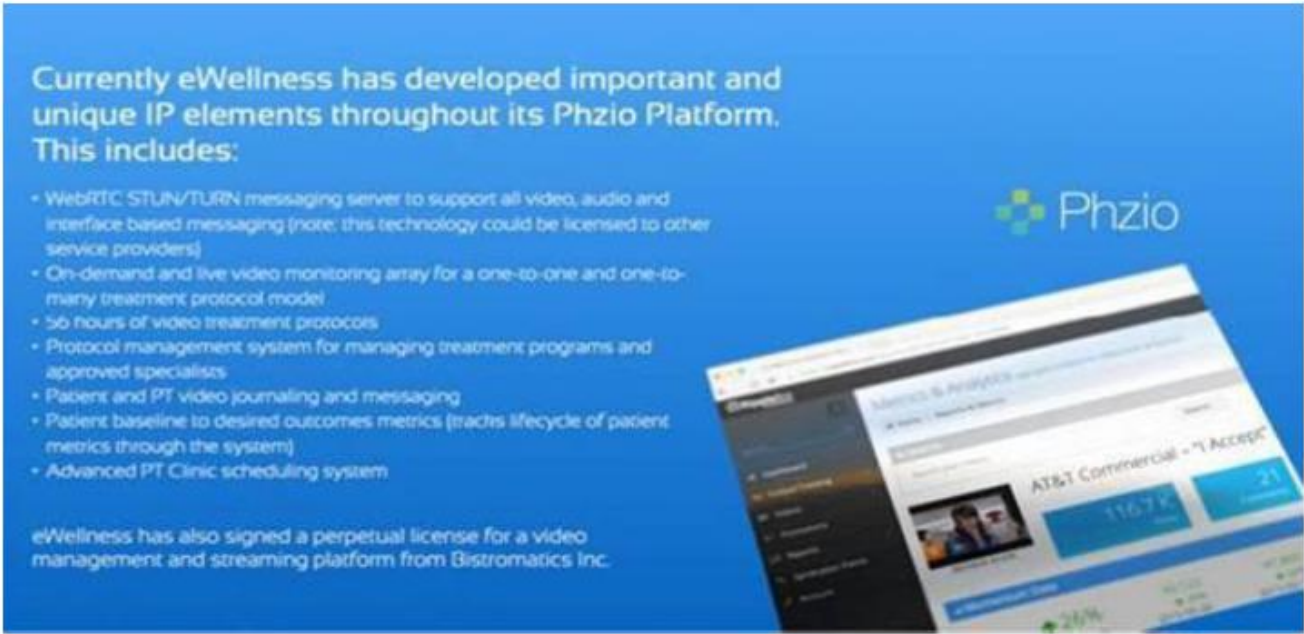 Currently eWellness has developed important and
unique IP elements throughout its Phzio Platform.
This includes:
• WebRTC STUN/TURN messaging server to support all video, audio and
interface based messaging (note: this technology could be licensed to other
service providers)
• On-demand and live video monitoring array for a one-to-one and one-to-
many treatment protocol model
• 56 hours of video treatment protocols
• Protocol management system for managing treatment programs and
approved specialists
• Patient and PT video journaling and messaging
• Patient baseline to desired outcomes metrics (trachs lifecycle of patient
metrics through the system)
• Advanced PT Clinic scheduling system
eWellness has also signed a perpetual license for a video
management and streaming platform from Bistromatics Inc.
Phzio
Metrics & Analytics
AT&T Commercial - "I Accept"
116.7 K
21
26%